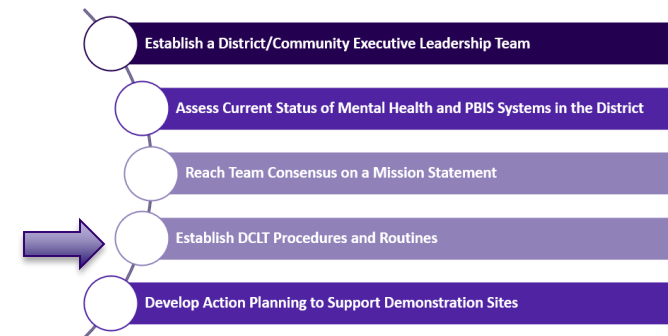 Establish a District/Community Executive Leadership Team
Assess Current Status of Mental Health and PBIS Systems in the District
Reach Team Consensus on a Mission Statement
Establish DCLT Procedures and Routines
Develop Action Planning to Support Demonstration Sites